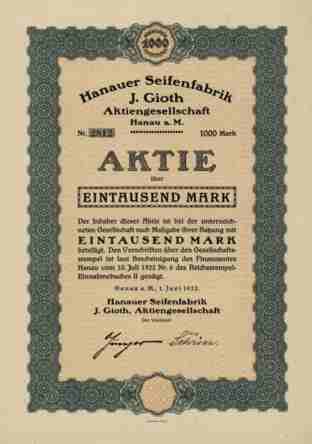 1000
Hanauer Seifenfabrik
J. Gioth
Aktiengesellschaft
Hanau a. M.
Nr. 2812 1000 Mark
AKTIE
über
EINTAUSEND MARK
Der Inhaber dieser Aktie ist bei der unterzeich-
neten Gesellschaft nach Maßgabe ihrer Satzung mit
EINTAUSEND MARK
beteiligt. Den Vorschriften über den Gesellschafts-
stempel ist laut Bescheinigung des Finanzamtes
Hanau vom 10. Juli 1922 Nr. 6 des Reichsstempel-
Einnahmebuches II genügt.
Hanau a. M., 1. Juni 1922.
Hanauer Seifenfabrik
J. Gioth, Aktiengesellschaft
Der Vorstand